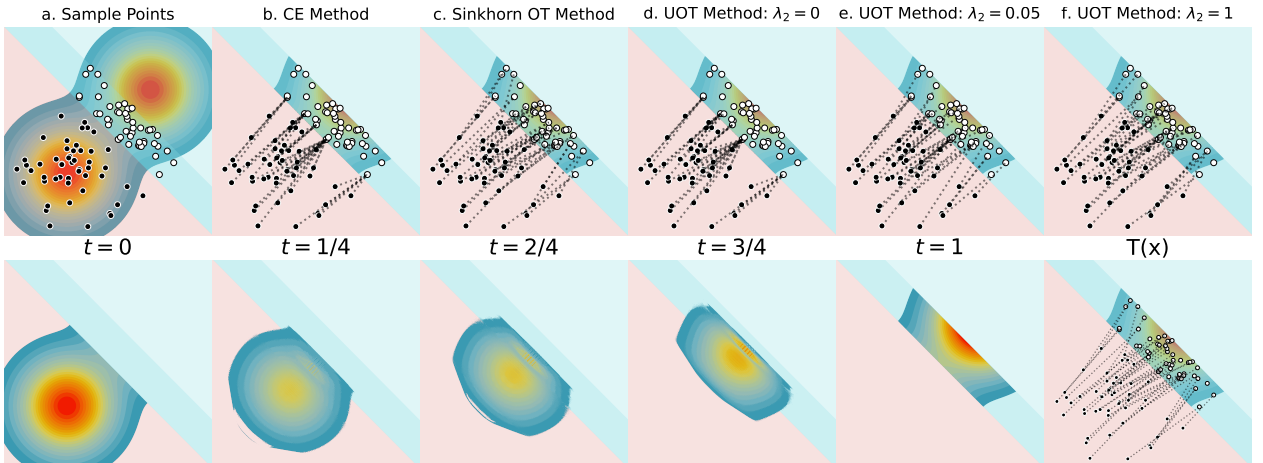 a. Sample Points
b. CE Method
c. Sinkhorn OT Method
d. UOT Method: λ₂ = 0
e. UOT Method: λ₂ = 0.05
f. UOT Method: λ₂ = 1
t = 0
t = 1/4
t = 2/4
t = 3/4
t = 1
T(x)